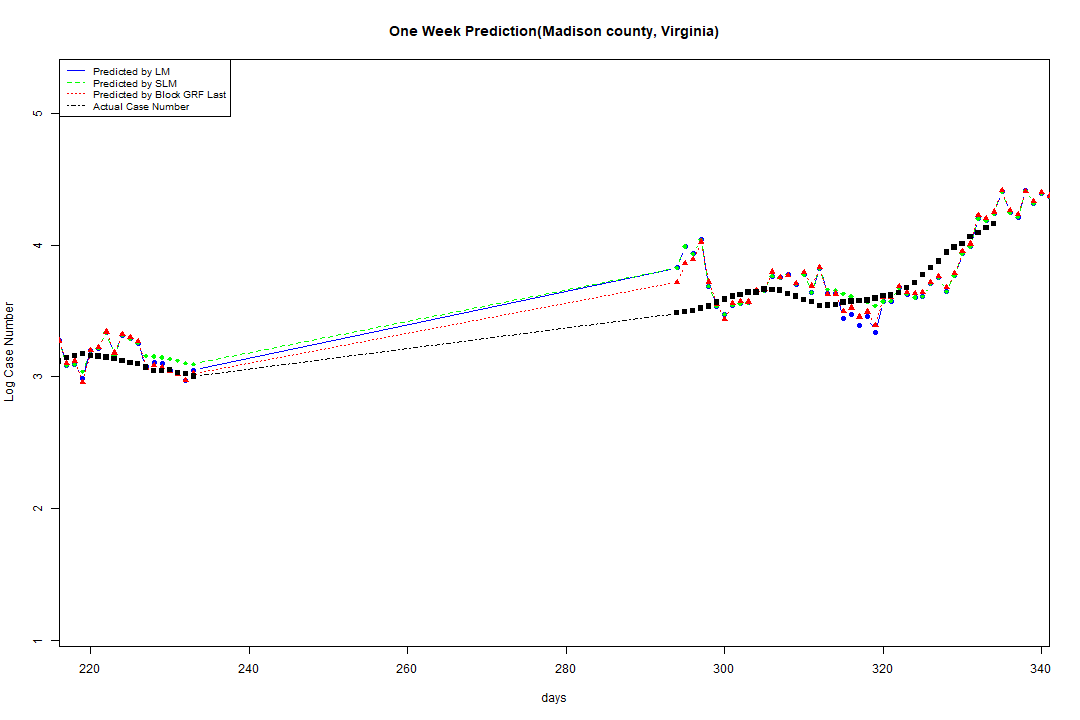 One Week Prediction(Madison county, Virginia)
Predicted by LM
Predicted by SLM
Predicted by Block GRF Last
Actual Case Number
5
4
3
2
1
Log Case Number
220 240 260 280 300 320 340
days